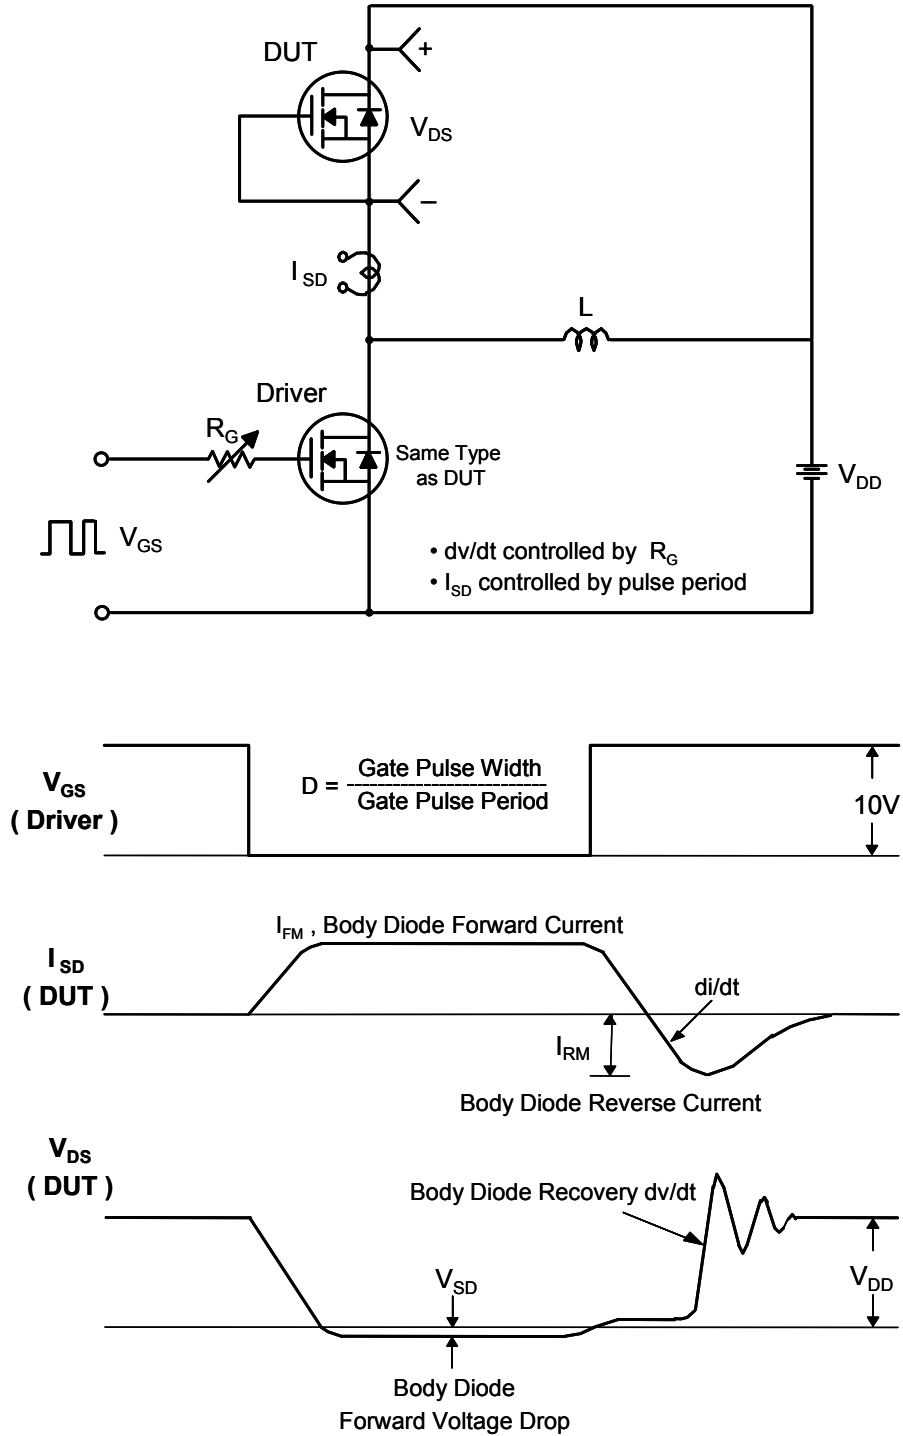 DUT
+
V_DS
–
I_SD
L
Driver
R_G
Same Type
as DUT
V_DD
V_GS
• dv/dt controlled by R_G
• I_SD controlled by pulse period
V_GS
( Driver )
D = Gate Pulse Width
--------------------------
Gate Pulse Period
10V
I_FM , Body Diode Forward Current
I_SD
( DUT )
di/dt
I_RM
Body Diode Reverse Current
V_DS
( DUT )
Body Diode Recovery dv/dt
V_SD
V_DD
Body Diode
Forward Voltage Drop